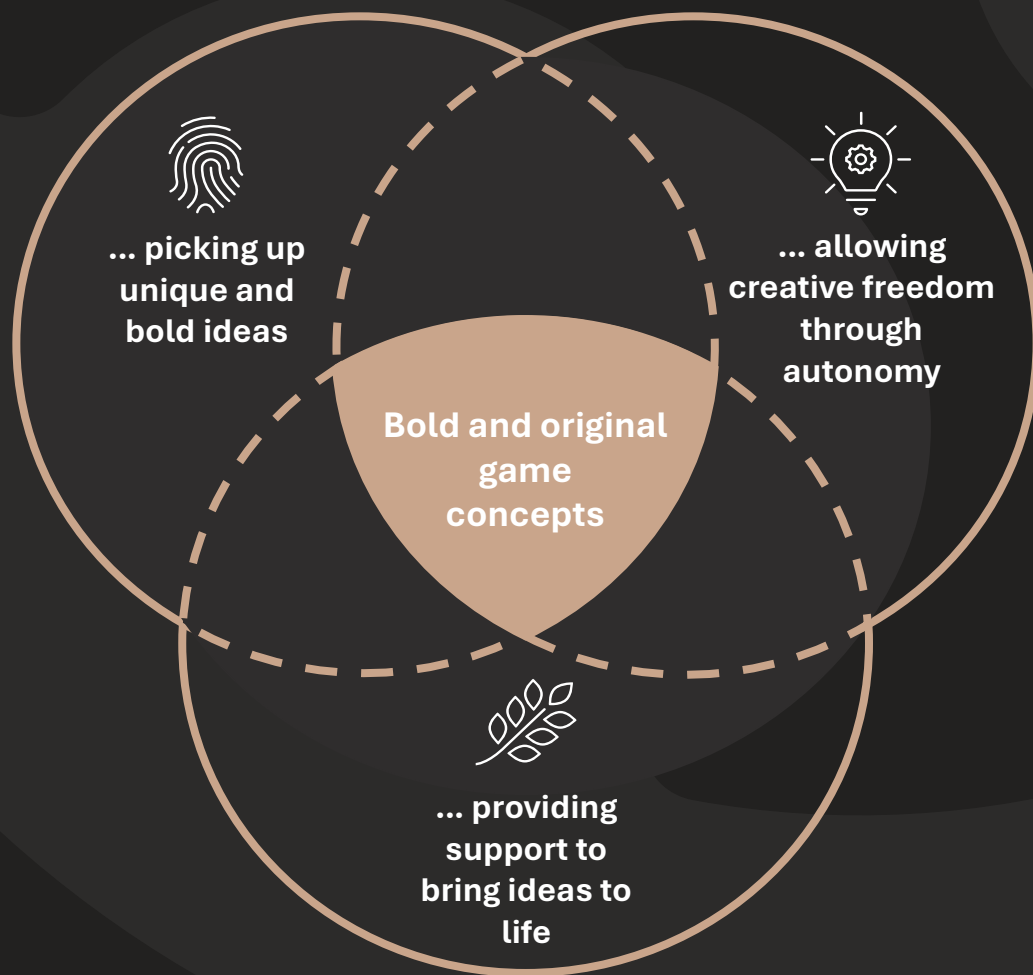 ... picking up
unique and
bold ideas
... allowing
creative freedom
through
autonomy
Bold and original
game
concepts
... providing
support to
bring ideas to
life